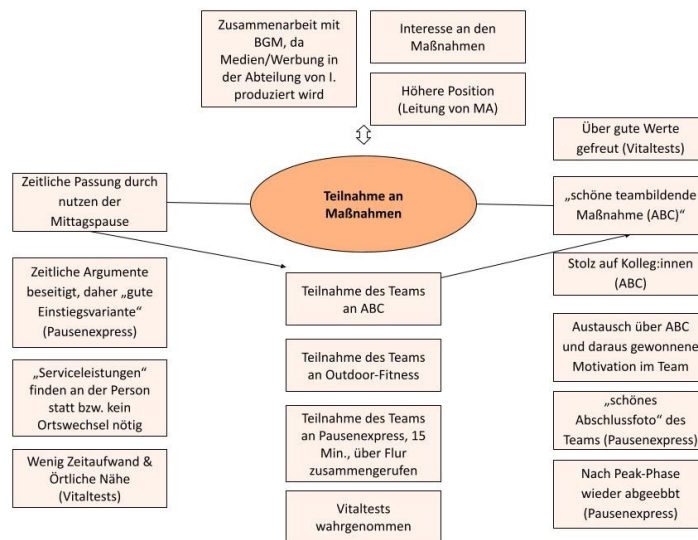 Zusammenarbeit mit
BGM, da
Medien/Werbung in
der Abteilung von I.
produziert wird
Interesse an den
Maßnahmen
Höhere Position
(Leitung von MA)
Über gute Werte
gefreut (Vitaltests)
Zeitliche Passung durch
nutzen der
Mittagspause
Teilnahme an
Maßnahmen
„schöne teambildende
Maßnahme (ABC)“
Stolz auf Kolleg:innen
(ABC)
Zeitliche Argumente
beseitigt, daher „gute
Einstiegsvariante“
(Pausenexpress)
Teilnahme des Teams
an ABC
Austausch über ABC
und daraus gewonnene
Motivation im Team
Teilnahme des Teams
an Outdoor-Fitness
„Serviceleistungen“
finden an der Person
statt bzw. kein
Ortswechsel nötig
„schönes
Abschlussfoto“ des
Teams (Pausenexpress)
Teilnahme des Teams
an Pausenexpress, 15
Min., über Flur
zusammengerufen
Wenig Zeitaufwand &
Örtliche Nähe
(Vitaltests)
Nach Peak-Phase
wieder abgeebbt
(Pausenexpress)
Vitaltests
wahrgenommen